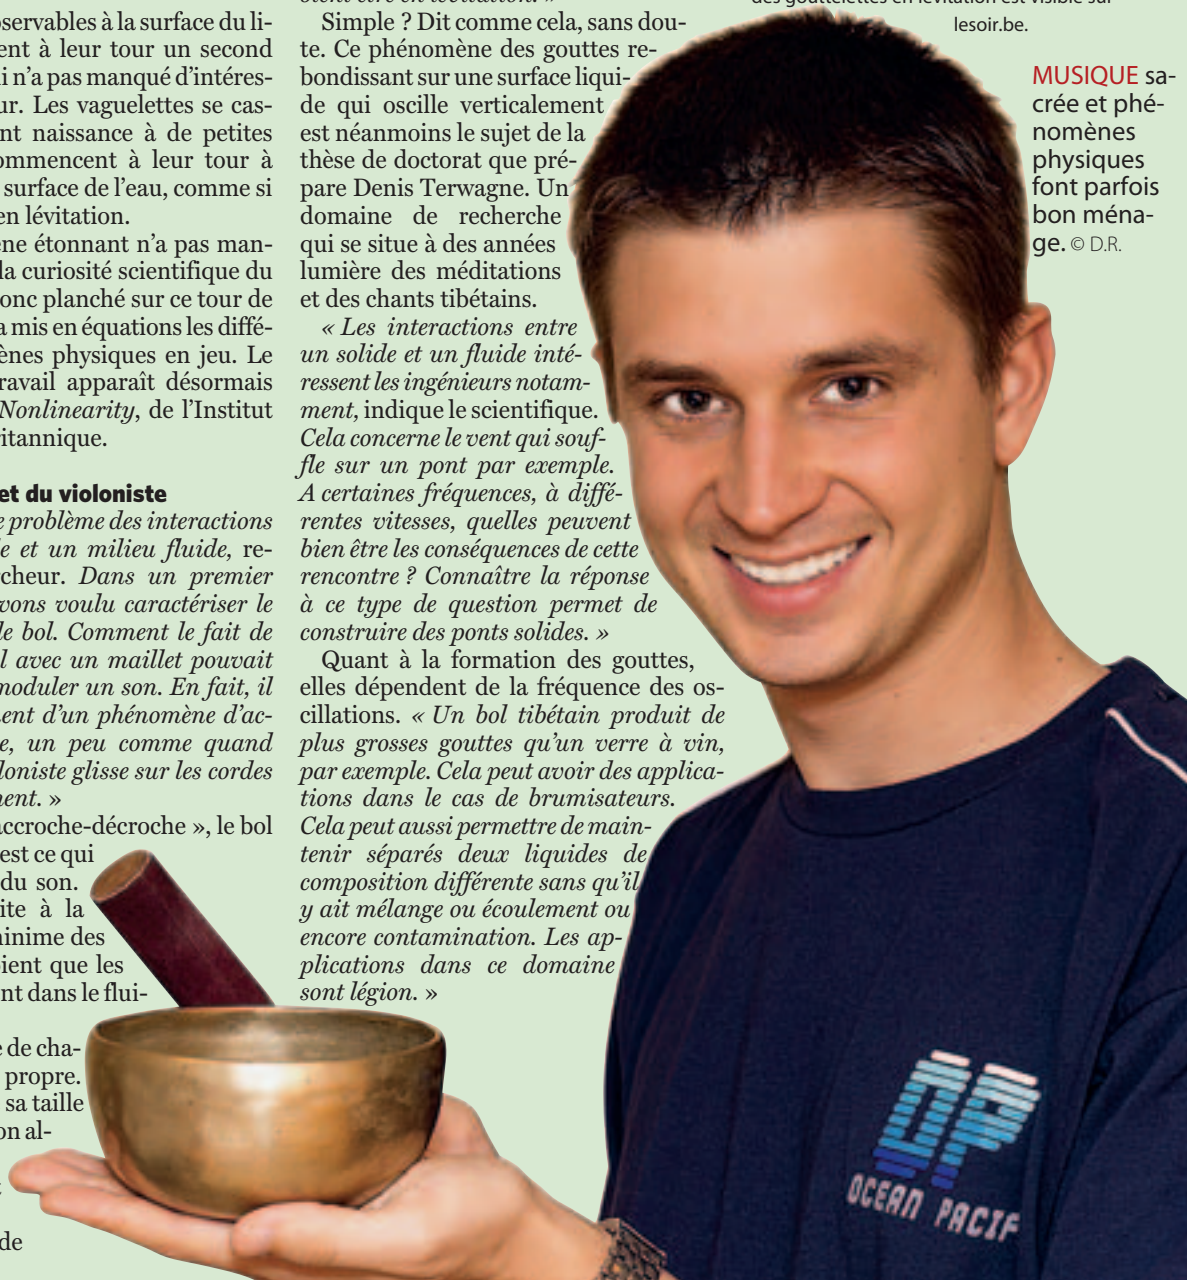 servables à la surface du li-
ent à leur tour un second
i n'a pas manqué d'intéres-
ur. Les vaguelettes se cas-
nt naissance à de petites
ommencent à leur tour à
surface de l'eau, comme si
en lévitation.
ène étonnant n'a pas man-
la curiosité scientifique du
onc planché sur ce tour de
a mis en équations les diffé-
ènes physiques en jeu. Le
ravail apparaît désormais
Nonlinearity, de l'Institut
ritannique.
et du violoniste
e problème des interactions
e et un milieu fluide, re-
rcheur. Dans un premier
vons voulu caractériser le
le bol. Comment le fait de
l avec un maillet pouvait
moduler un son. En fait, il
ent d'un phénomène d'ac-
e, un peu comme quand
loniste glisse sur les cordes
ent. »
accroche-décroche », le bol
est ce qui
du son.
ite à la
inime des
ient que les
nt dans le flui-
e de cha-
propre.
sa taille
on al-
de
en lévitation. »
Simple ? Dit comme cela, sans dou-
te. Ce phénomène des gouttes re-
bondissant sur une surface liqui-
de qui oscille verticalement
est néanmoins le sujet de la
thèse de doctorat que pré-
pare Denis Terwagne. Un
domaine de recherche
qui se situe à des années
lumière des méditations
et des chants tibétains.
« Les interactions entre
un solide et un fluide inté-
ressent les ingénieurs notam-
ment, indique le scientifique.
Cela concerne le vent qui souf-
fle sur un pont par exemple.
A certaines fréquences, à diffé-
rentes vitesses, quelles peuvent
bien être les conséquences de cette
rencontre ? Connaître la réponse
à ce type de question permet de
construire des ponts solides. »
Quant à la formation des gouttes,
elles dépendent de la fréquence des os-
cillations. « Un bol tibétain produit de
plus grosses gouttes qu'un verre à vin,
par exemple. Cela peut avoir des applica-
tions dans le cas de brumisateurs.
Cela peut aussi permettre de main-
tenir séparés deux liquides de
composition différente sans qu'il
y ait mélange ou écoulement ou
encore contamination. Les ap-
plications dans ce domaine
sont légion. »
des gouttelettes en lévitation est visible sur
lesoir.be.
MUSIQUE sa-
crée et phé-
nomènes
physiques
font parfois
bon ména-
ge. © D.R.
OP
OCEAN PACIF